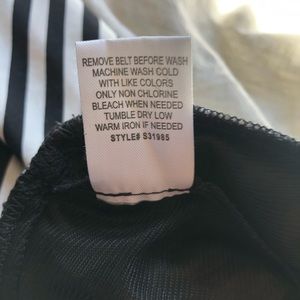 REMOVE BELT BEFORE WASH
MACHINE WASH COLD
WITH LIKE COLORS
ONLY NON CHLORINE
BLEACH WHEN NEEDED
TUMBLE DRY LOW
WARM IRON IF NEEDED
STYLE# S31985